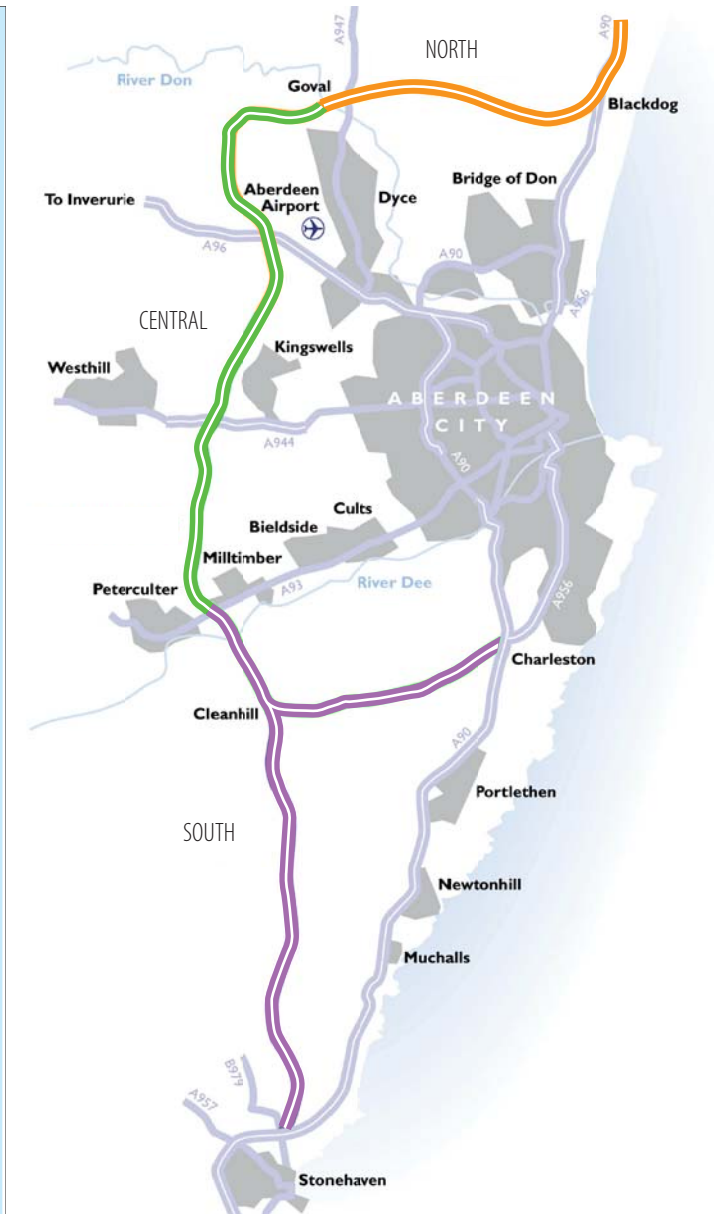 A947
NORTH
A90
River Don
Goval
Blackdog
Bridge of Don
To Inverurie
Aberdeen
Airport
Dyce
A96
A90
A956
CENTRAL
Kingswells
Westhill
ABERDEEN
CITY
A944
A90
Cults
Bieldside
Milltimber
Peterculter
A93
River Dee
A956
Charleston
Cleanhill
A90
Portlethen
SOUTH
Newtonhill
Muchalls
B979
A957
Stonehaven